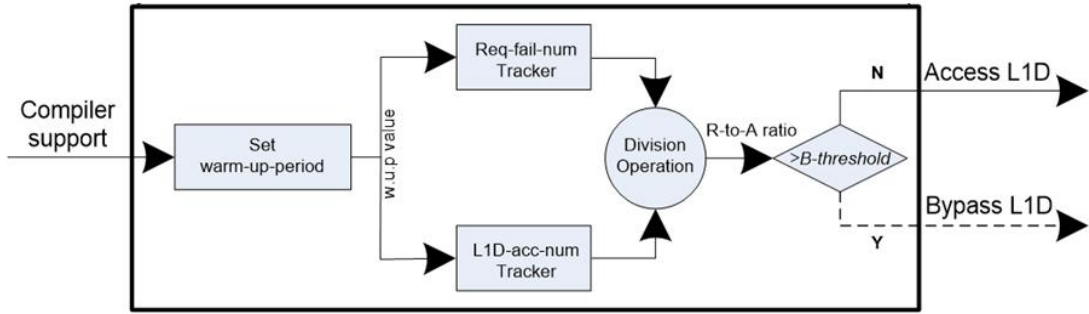 Compiler
support
Set
warm-up-period
w.u.p value
Req-fail-num
Tracker
L1D-acc-num
Tracker
Division
Operation
R-to-A ratio
>B-threshold
N
Access L1D
Y
Bypass L1D